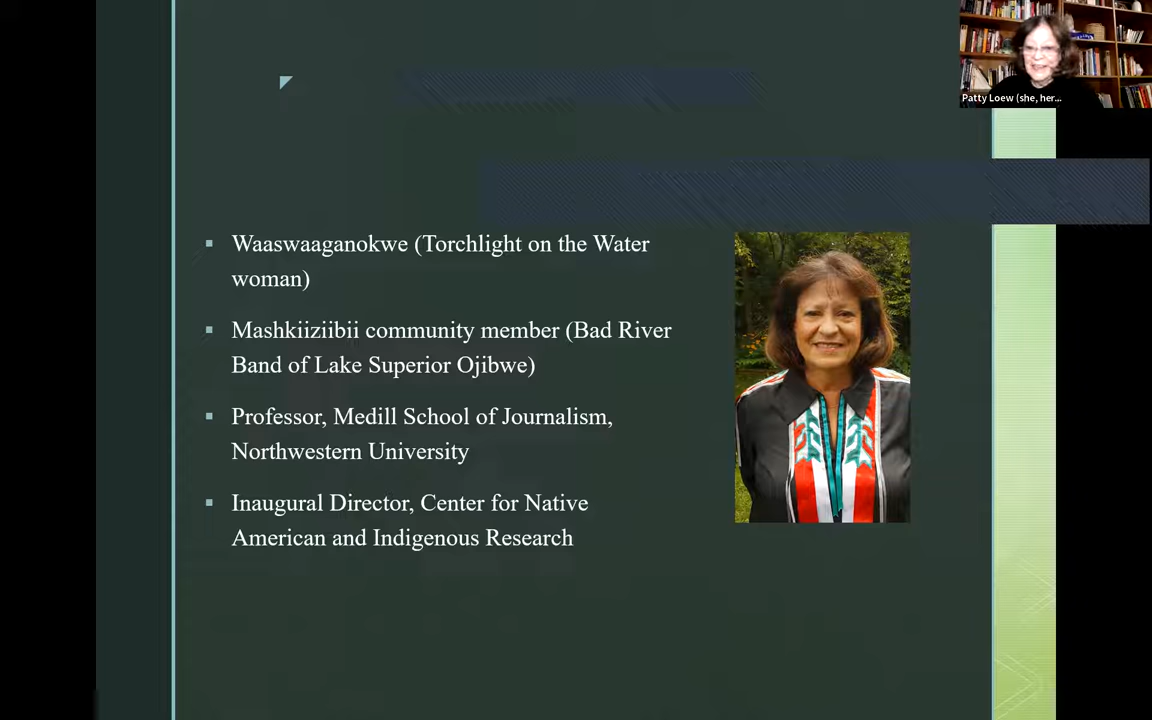 Patty Loew (she, her...
Waaswaaganokwe (Torchlight on the Water
woman)
Mashkiiziibii community member (Bad River
Band of Lake Superior Ojibwe)
Professor, Medill School of Journalism,
Northwestern University
Inaugural Director, Center for Native
American and Indigenous Research